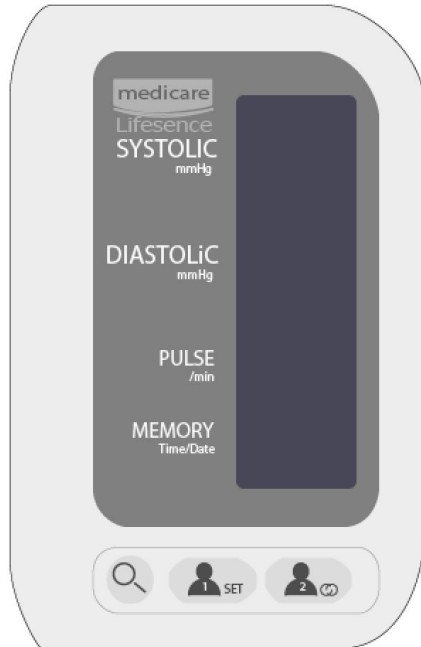 medicare
Lifesence
SYSTOLIC
mmHg
DIASTOLiC
mmHg
PULSE
/min
MEMORY
Time/Date
1 SET 2